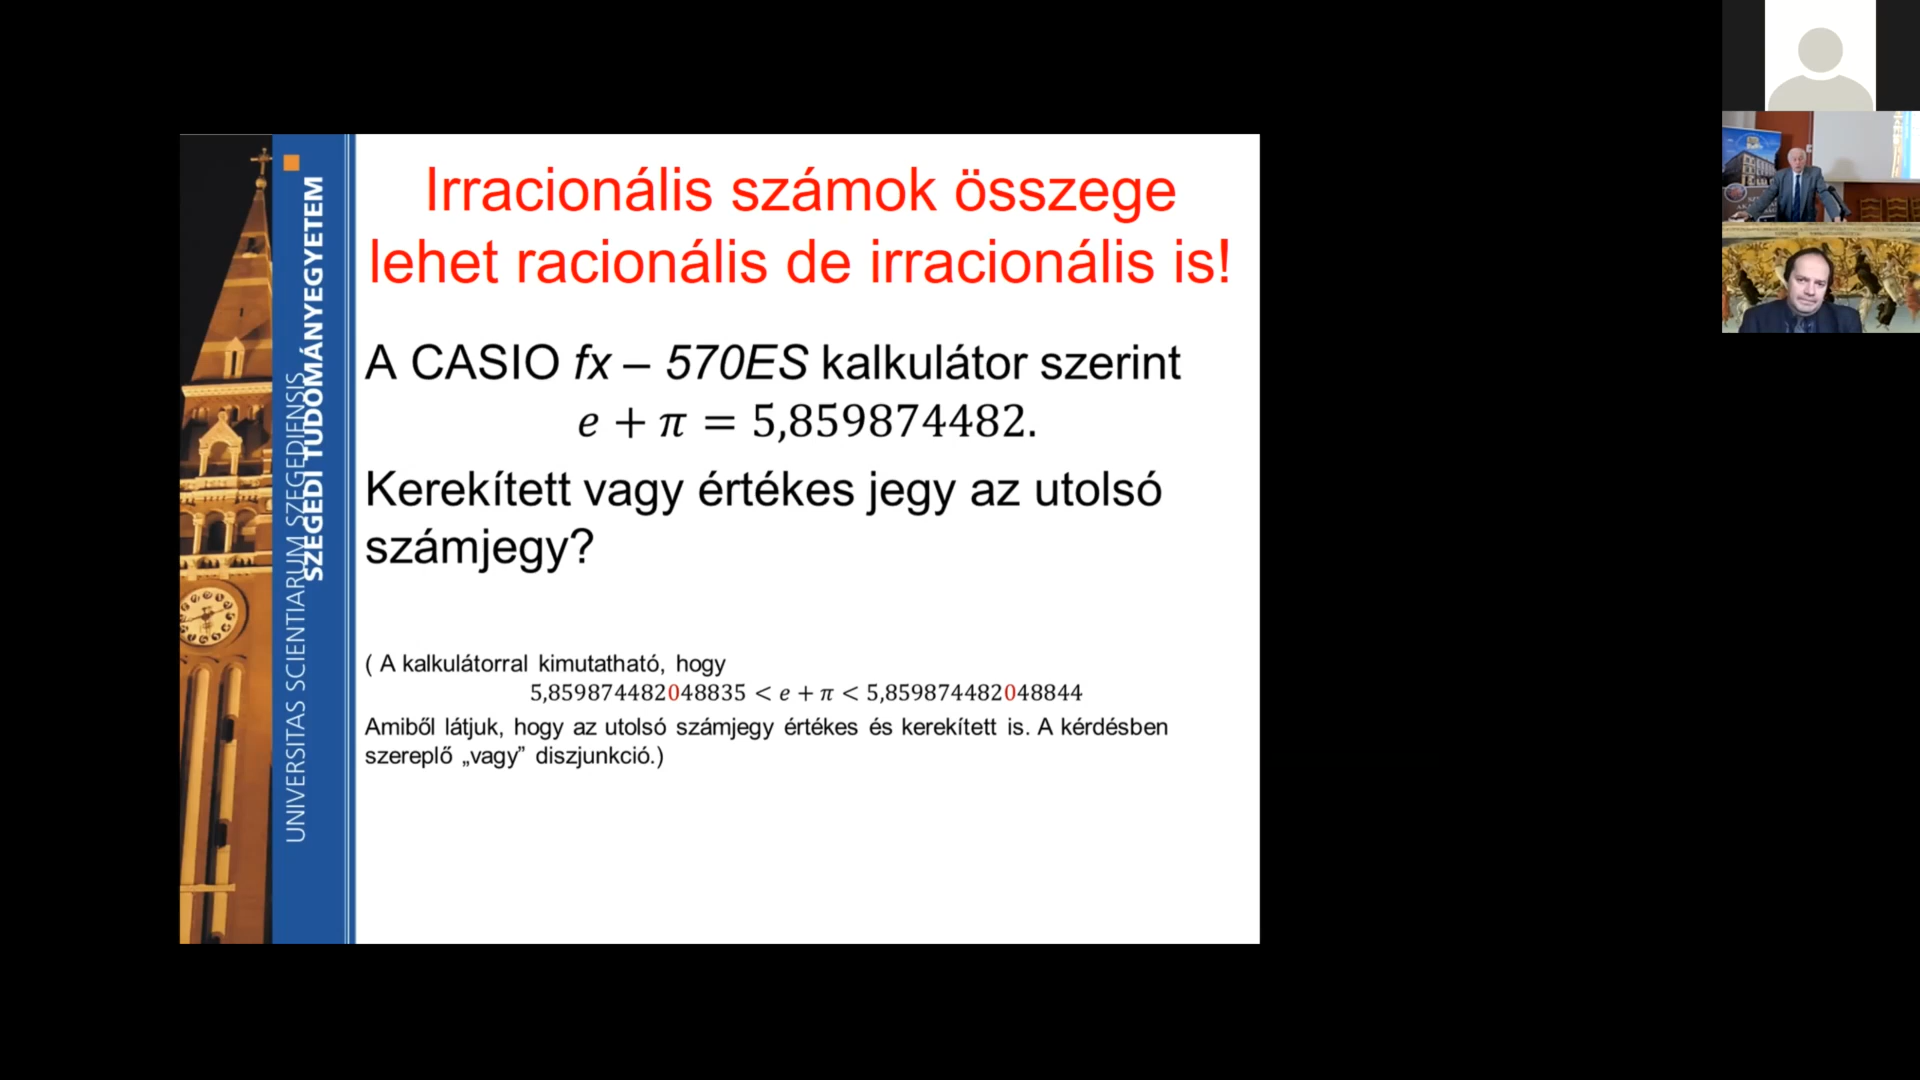 Irracionális számok összege
lehet racionális de irracionális is!
A CASIO fx – 570ES kalkulátor szerint
e + π = 5,859874482.
Kerekített vagy értékes jegy az utolsó
számjegy?
( A kalkulátorral kimutatható, hogy
5,859874482048835 < e + π < 5,859874482048844
Amiből látjuk, hogy az utolsó számjegy értékes és kerekített is. A kérdésben
szereplő „vagy” diszjunkció.)
SZEGEDI TUDOMÁNYEGYETEM
UNIVERSITAS SCIENTIARUM SZEGEDIENSIS